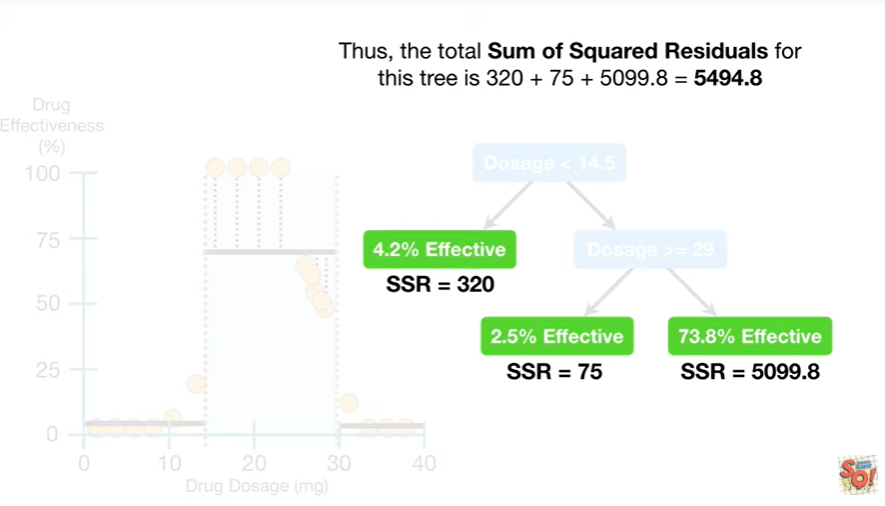 Thus, the total Sum of Squared Residuals for
this tree is 320 + 75 + 5099.8 = 5494.8
Drug
Effectiveness
(%)
100
75
50
25
0
0
10
20
30
40
Drug Dosage (mg)
Dosage < 14.5
4.2% Effective
SSR = 320
Dosage >= 29
2.5% Effective
SSR = 75
73.8% Effective
SSR = 5099.8
SQ!